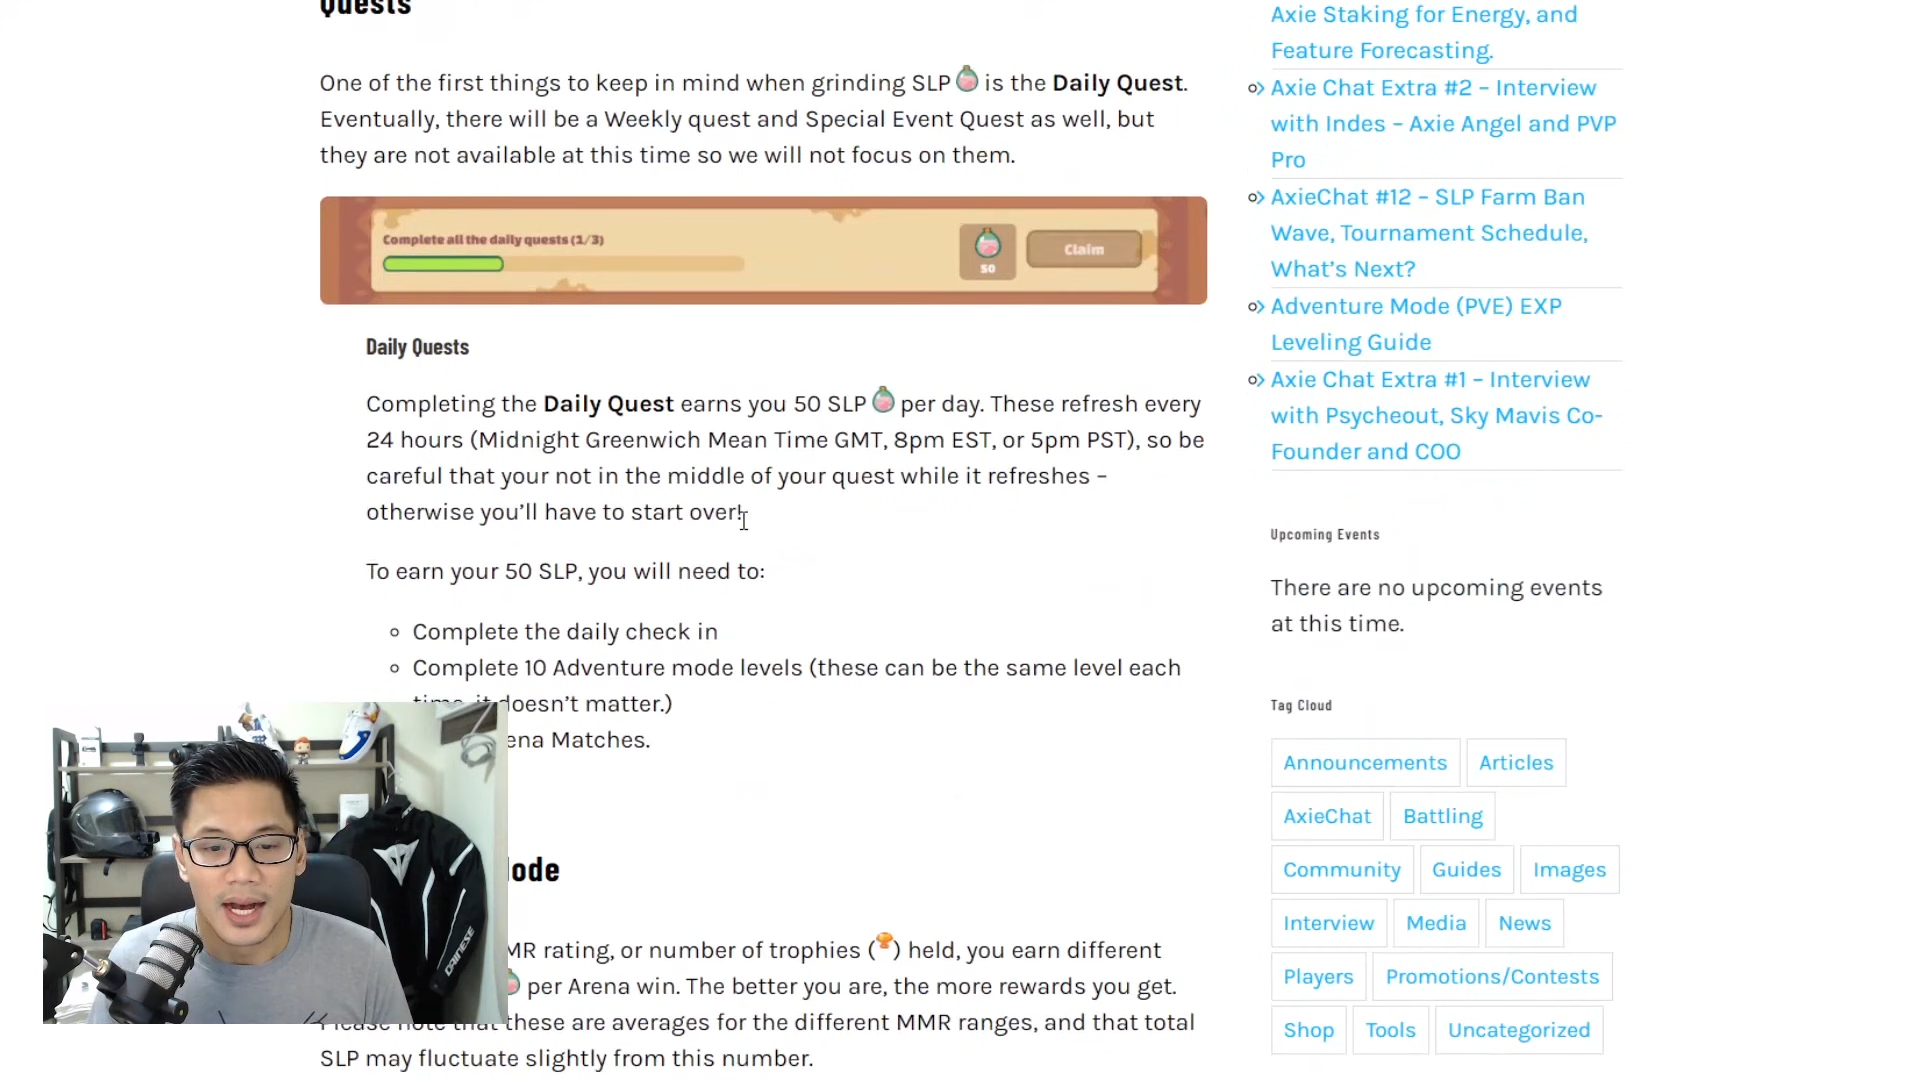 Quests
One of the first things to keep in mind when grinding SLP is the Daily Quest.
Eventually, there will be a Weekly quest and Special Event Quest as well, but
they are not available at this time so we will not focus on them.
Complete all the daily quests (1/3)
50
Claim
Daily Quests
Completing the Daily Quest earns you 50 SLP per day. These refresh every
24 hours (Midnight Greenwich Mean Time GMT, 8pm EST, or 5pm PST), so be
careful that your not in the middle of your quest while it refreshes –
otherwise you'll have to start over!
To earn your 50 SLP, you will need to:
Complete the daily check in
Complete 10 Adventure mode levels (these can be the same level each
time, it doesn't matter.)
ena Matches.
ode
MR rating, or number of trophies ( ) held, you earn different
per Arena win. The better you are, the more rewards you get.
Please note that these are averages for the different MMR ranges, and that total
SLP may fluctuate slightly from this number.
Axie Staking for Energy, and
Feature Forecasting.
Axie Chat Extra #2 – Interview
with Indes – Axie Angel and PVP
Pro
AxieChat #12 – SLP Farm Ban
Wave, Tournament Schedule,
What's Next?
Adventure Mode (PVE) EXP
Leveling Guide
Axie Chat Extra #1 – Interview
with Psycheout, Sky Mavis Co-
Founder and COO
Upcoming Events
There are no upcoming events
at this time.
Tag Cloud
Announcements Articles
AxieChat Battling
Community Guides Images
Interview Media News
Players Promotions/Contests
Shop Tools Uncategorized
DAINESE